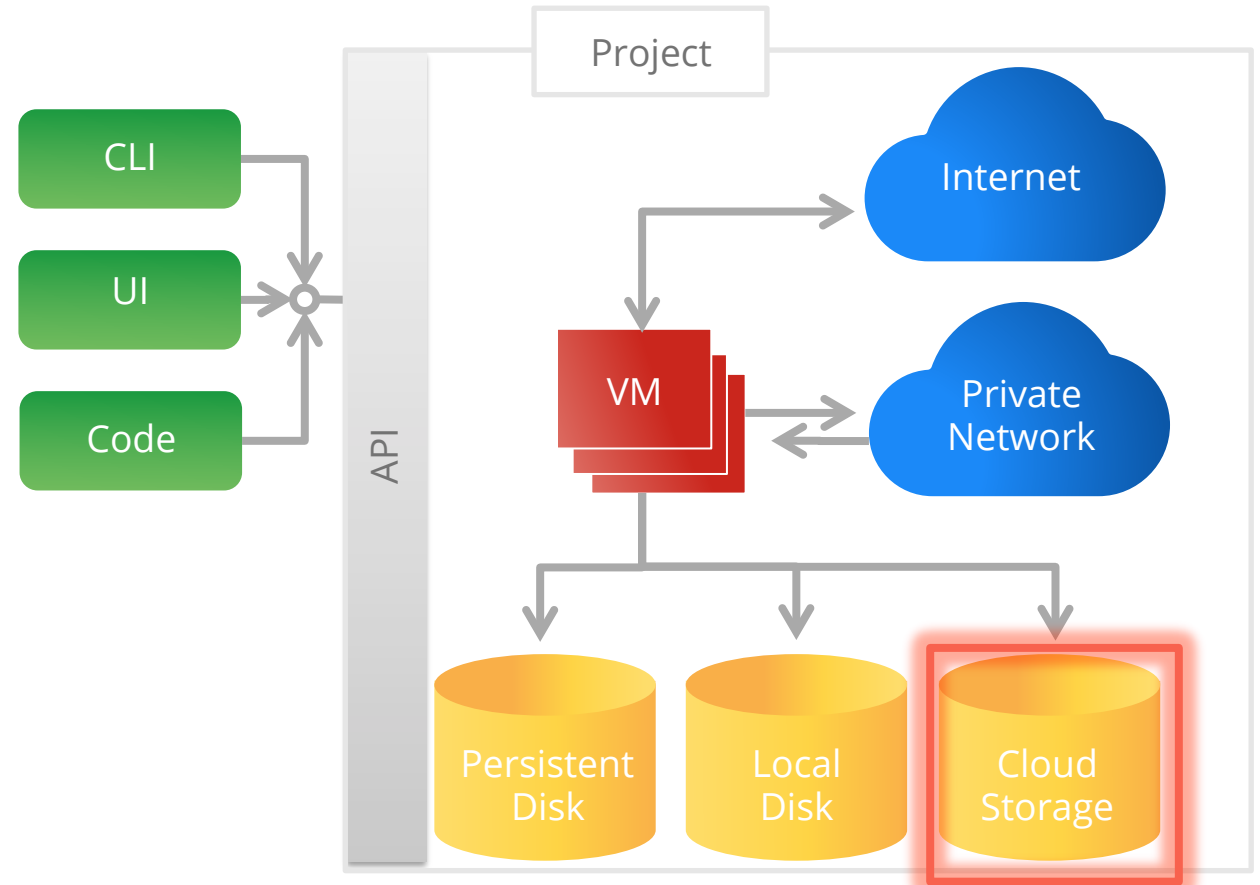 Project
CLI
UI
Code
API
Internet
VM
Private
Network
Persistent
Disk
Local
Disk
Cloud
Storage